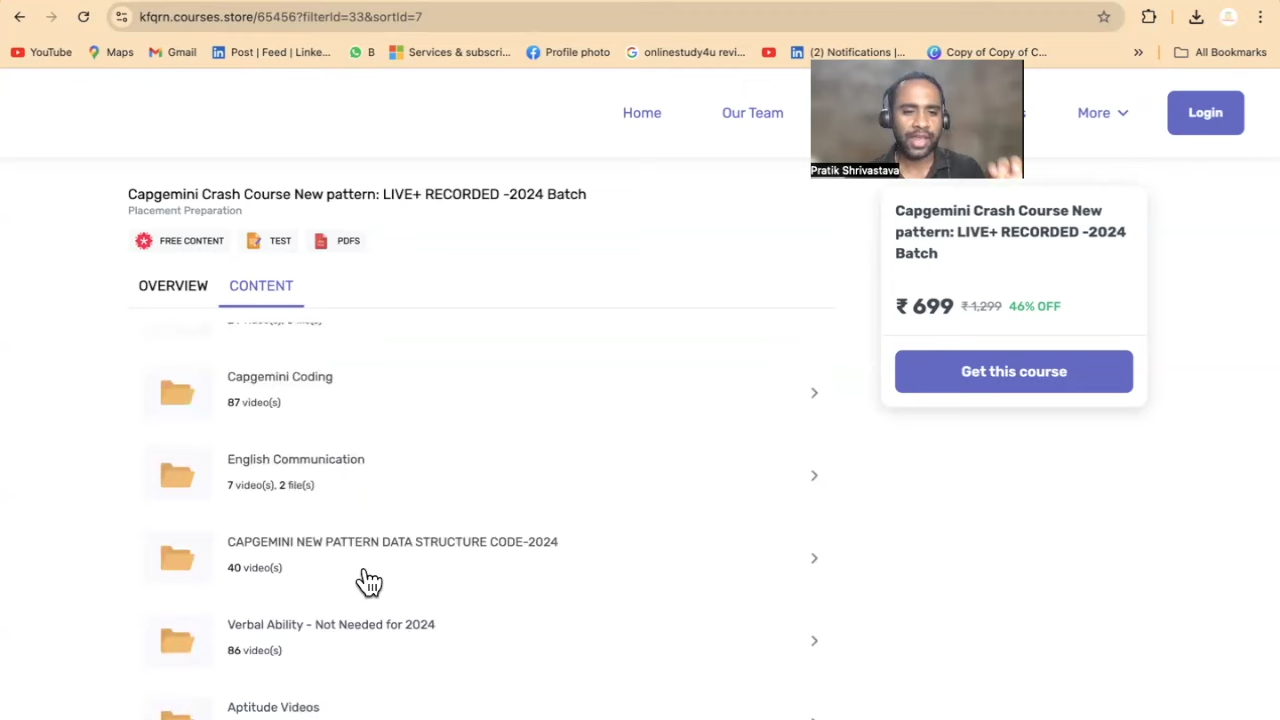 kfqrn.courses.store/65456?filterId=33&sortId=7
YouTube
Maps
Gmail
Post | Feed | Linke...
B
Services & subscri...
Profile photo
onlinestudy4u revi...
(2) Notifications |...
Copy of Copy of C...
»
All Bookmarks
Home
Our Team
More
Login
Pratik Shrivastava
Capgemini Crash Course New pattern: LIVE+ RECORDED -2024 Batch
Placement Preparation
FREE CONTENT
TEST
PDFS
OVERVIEW
CONTENT
Capgemini Coding
87 video(s)
English Communication
7 video(s), 2 file(s)
CAPGEMINI NEW PATTERN DATA STRUCTURE CODE-2024
40 video(s)
Verbal Ability - Not Needed for 2024
86 video(s)
Aptitude Videos
Capgemini Crash Course New
pattern: LIVE+ RECORDED -2024
Batch
₹ 699 ₹ 1,299 46% OFF
Get this course